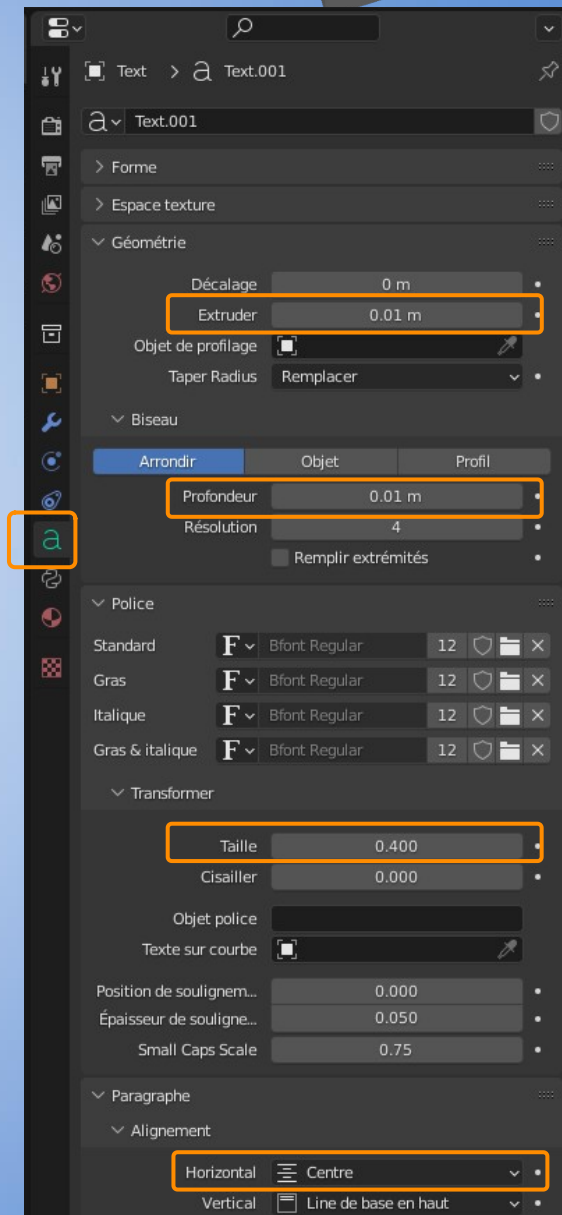 Text > a Text.001
a Text.001
Forme
Espace texture
Géométrie
Décalage 0 m
Extruder 0.01 m
Objet de profilage
Taper Radius Remplacer
Biseau
Arrondir Objet Profil
Profondeur 0.01 m
Résolution 4
Remplir extrémités
Police
Standard F Bfont Regular 12
Gras F Bfont Regular 12
Italique F Bfont Regular 12
Gras & italique F Bfont Regular 12
Transformer
a
Taille 0.400
Cisailler 0.000
Objet police
Texte sur courbe
Position de soulignem... 0.000
Épaisseur de souligne... 0.050
Small Caps Scale 0.75
Paragraphe
Alignement
Horizontal Centre
Vertical Line de base en haut